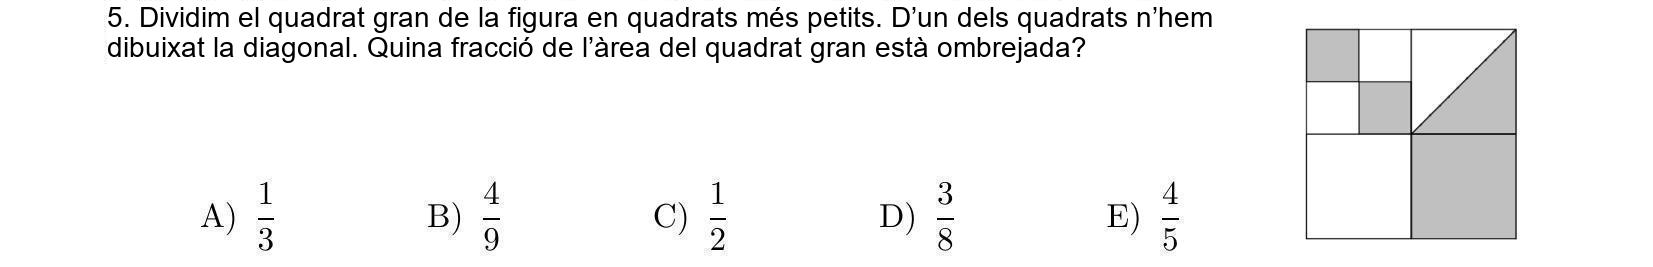 5. Dividim el quadrat gran de la figura en quadrats més petits. D’un dels quadrats n’hem
dibuixat la diagonal. Quina fracció de l’àrea del quadrat gran està ombrejada?
A) 1/3 B) 4/9 C) 1/2 D) 3/8 E) 4/5